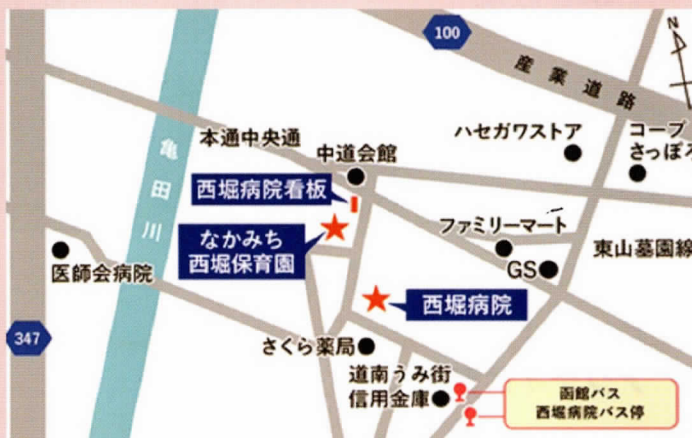 100
N
産業道路
本通中央通
ハセガワストア
コープ
さっぽろ
亀田川
中道会館
西堀病院看板
なかみち
西堀保育園
ファミリーマート
GS
東山墓園線
医師会病院
西堀病院
347
さくら薬局
道南うみ街
信用金庫
函館バス
西堀病院バス停